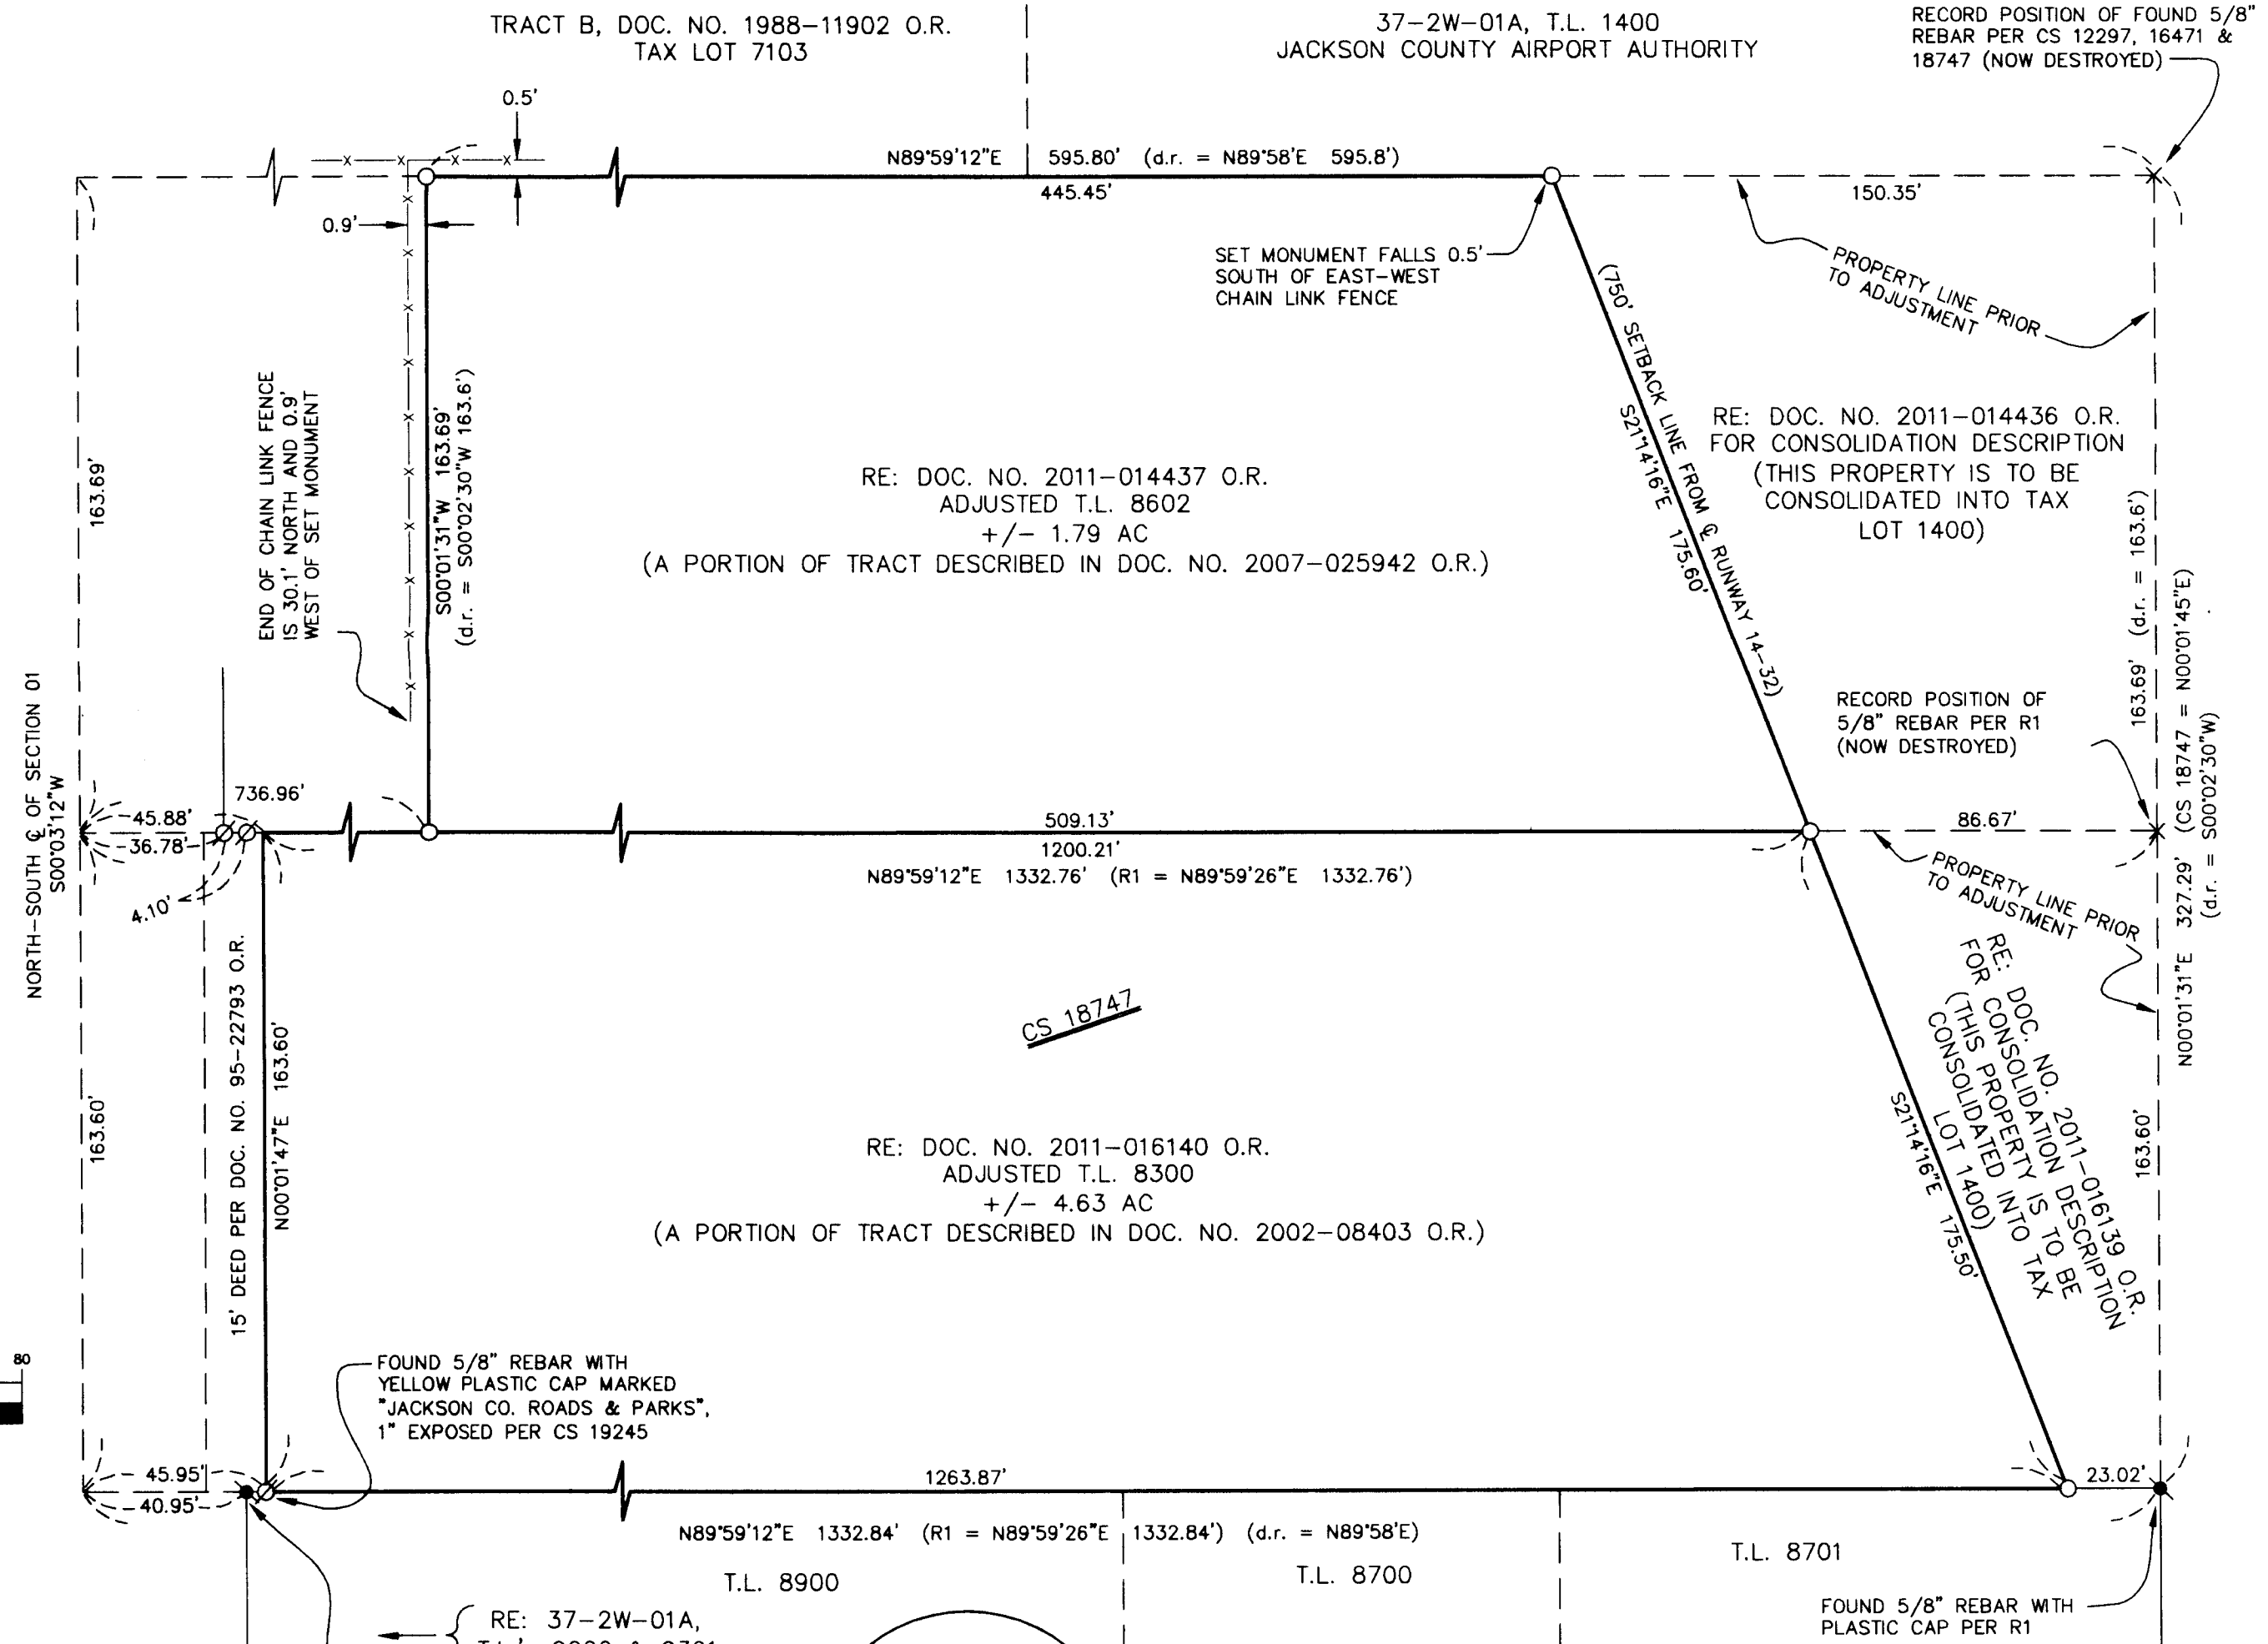 TRACT B, DOC. NO. 1988-11902 O.R.
TAX LOT 7103
37-2W-01A, T.L. 1400
JACKSON COUNTY AIRPORT AUTHORITY
RECORD POSITION OF FOUND 5/8"
REBAR PER CS 12297, 16471 &
18747 (NOW DESTROYED)
0.5'
N89°59'12"E 595.80' (d.r. = N89°58'E 595.8')
445.45'
150.35'
0.9'
SET MONUMENT FALLS 0.5'
SOUTH OF EAST-WEST
CHAIN LINK FENCE
PROPERTY LINE PRIOR
TO ADJUSTMENT
END OF CHAIN LINK FENCE
IS 30.1' NORTH AND 0.9'
WEST OF SET MONUMENT
S00°01'31"W 163.69'
(d.r. = S00°02'30"W 163.6')
163.69'
(750' SETBACK LINE FROM ℄ RUNWAY 14-32)
S21°14'16"E 175.60'
RE: DOC. NO. 2011-014436 O.R.
FOR CONSOLIDATION DESCRIPTION
(THIS PROPERTY IS TO BE
CONSOLIDATED INTO TAX
LOT 1400)
RE: DOC. NO. 2011-014437 O.R.
ADJUSTED T.L. 8602
+/- 1.79 AC
(A PORTION OF TRACT DESCRIBED IN DOC. NO. 2007-025942 O.R.)
163.69' (d.r. = 163.6')
N00°01'31"E 327.29' (CS 18747 = N00°01'45"E)
(d.r. = S00°02'30"W)
RECORD POSITION OF
5/8" REBAR PER R1
(NOW DESTROYED)
NORTH-SOUTH ℄ OF SECTION 01
S00°03'12"W
736.96'
45.88'
36.78'
4.10'
509.13'
86.67'
1200.21'
N89°59'12"E 1332.76' (R1 = N89°59'26"E 1332.76')
PROPERTY LINE PRIOR
TO ADJUSTMENT
15' DEED PER DOC. NO. 95-22793 O.R.
N00°01'47"E 163.60'
163.60'
CS 18747
RE: DOC. NO. 2011-016139 O.R.
FOR CONSOLIDATION DESCRIPTION
(THIS PROPERTY IS TO BE
CONSOLIDATED INTO TAX
LOT 1400)
S21°14'16"E 175.50'
163.60'
RE: DOC. NO. 2011-016140 O.R.
ADJUSTED T.L. 8300
+/- 4.63 AC
(A PORTION OF TRACT DESCRIBED IN DOC. NO. 2002-08403 O.R.)
80
FOUND 5/8" REBAR WITH
YELLOW PLASTIC CAP MARKED
"JACKSON CO. ROADS & PARKS",
1" EXPOSED PER CS 19245
45.95'
40.95'
1263.87'
23.02'
N89°59'12"E 1332.84' (R1 = N89°59'26"E 1332.84') (d.r. = N89°58'E)
T.L. 8900
T.L. 8700
T.L. 8701
RE: 37-2W-01A,
FOUND 5/8" REBAR WITH
PLASTIC CAP PER R1